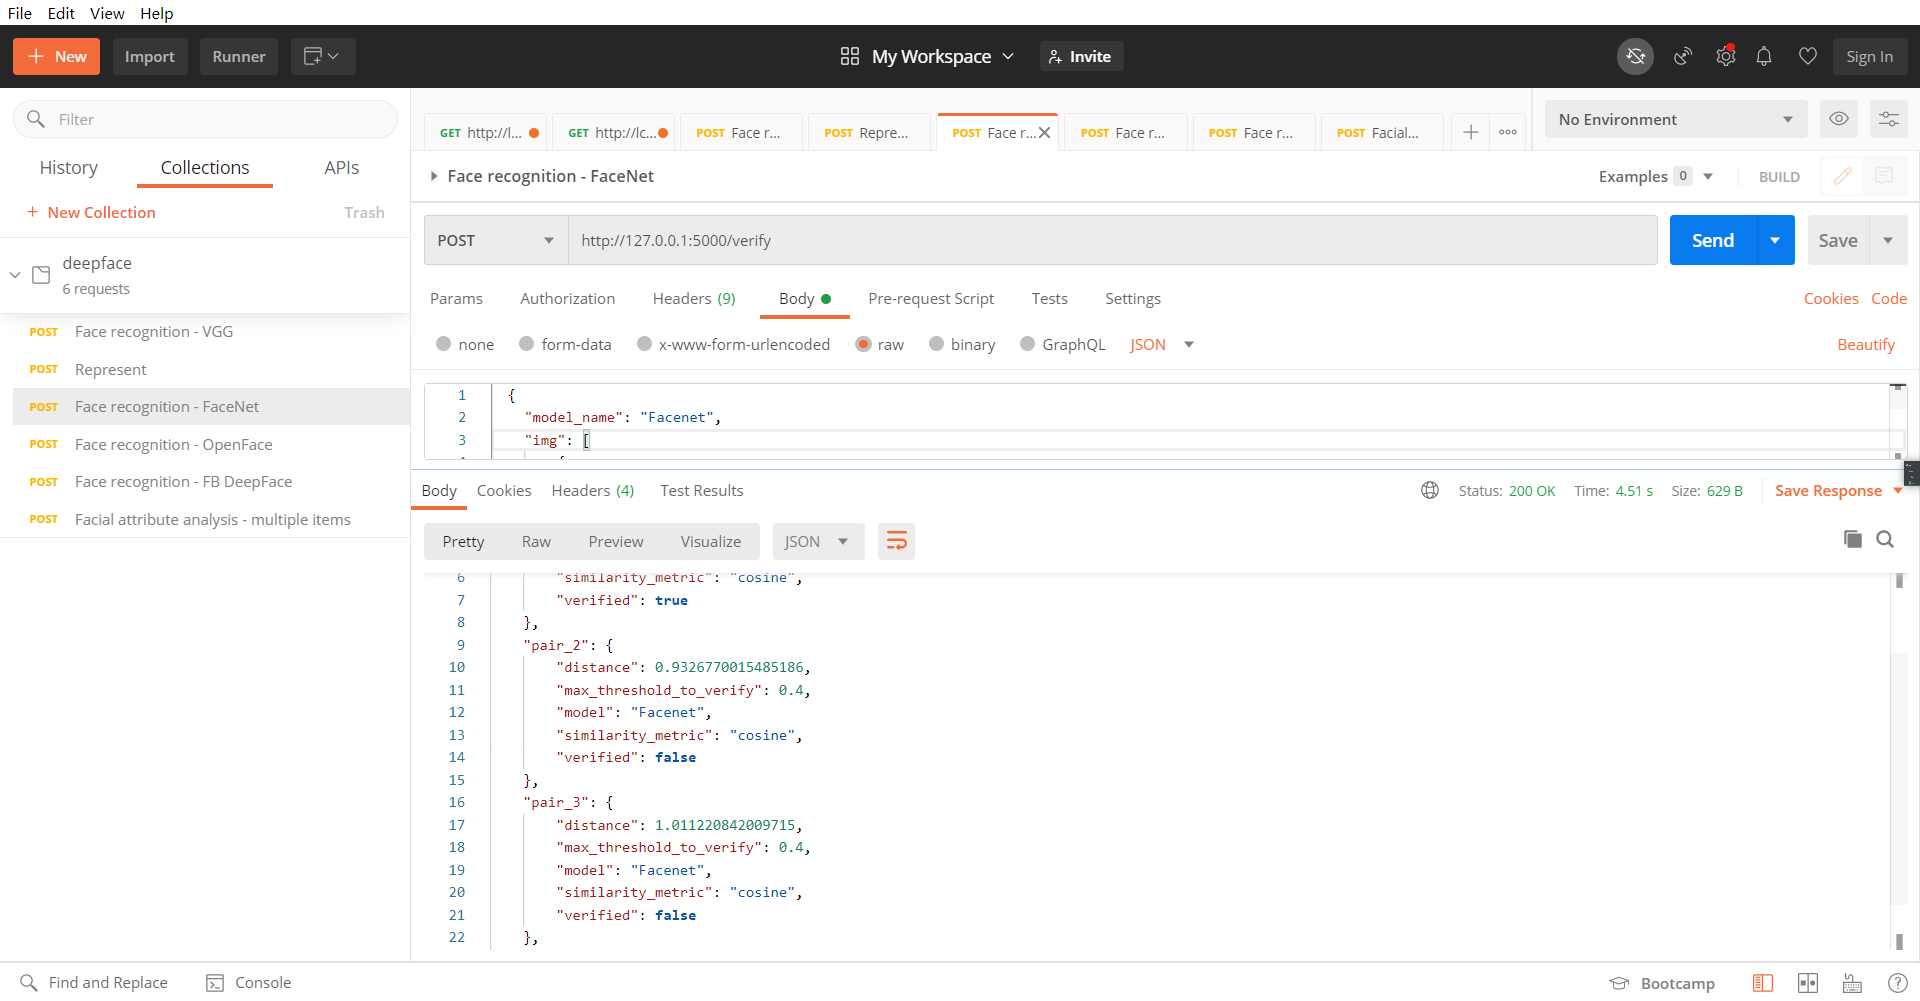 File Edit View Help
New Import Runner My Workspace Invite Sign In
Filter
GET http://l... GET http://lc... POST Face r... POST Repre... POST Face r... POST Face r... POST Face r... POST Facial... No Environment
History Collections APIs
Face recognition - FaceNet Examples 0 BUILD
+ New Collection Trash
POST http://127.0.0.1:5000/verify Send Save
deepface
6 requests
Params Authorization Headers (9) Body Pre-request Script Tests Settings Cookies Code
POST Face recognition - VGG
none form-data x-www-form-urlencoded raw binary GraphQL JSON Beautify
POST Represent
POST Face recognition - FaceNet
POST Face recognition - OpenFace
POST Face recognition - FB DeepFace
POST Facial attribute analysis - multiple items
1 {
2 "model_name": "Facenet",
3 "img": [
Body Cookies Headers (4) Test Results Status: 200 OK Time: 4.51 s Size: 629 B Save Response
Pretty Raw Preview Visualize JSON
6 "similarity_metric": "cosine",
7 "verified": true
8 },
9 "pair_2": {
10 "distance": 0.9326770015485186,
11 "max_threshold_to_verify": 0.4,
12 "model": "Facenet",
13 "similarity_metric": "cosine",
14 "verified": false
15 },
16 "pair_3": {
17 "distance": 1.011220842009715,
18 "max_threshold_to_verify": 0.4,
19 "model": "Facenet",
20 "similarity_metric": "cosine",
21 "verified": false
22 },
Find and Replace Console Bootcamp